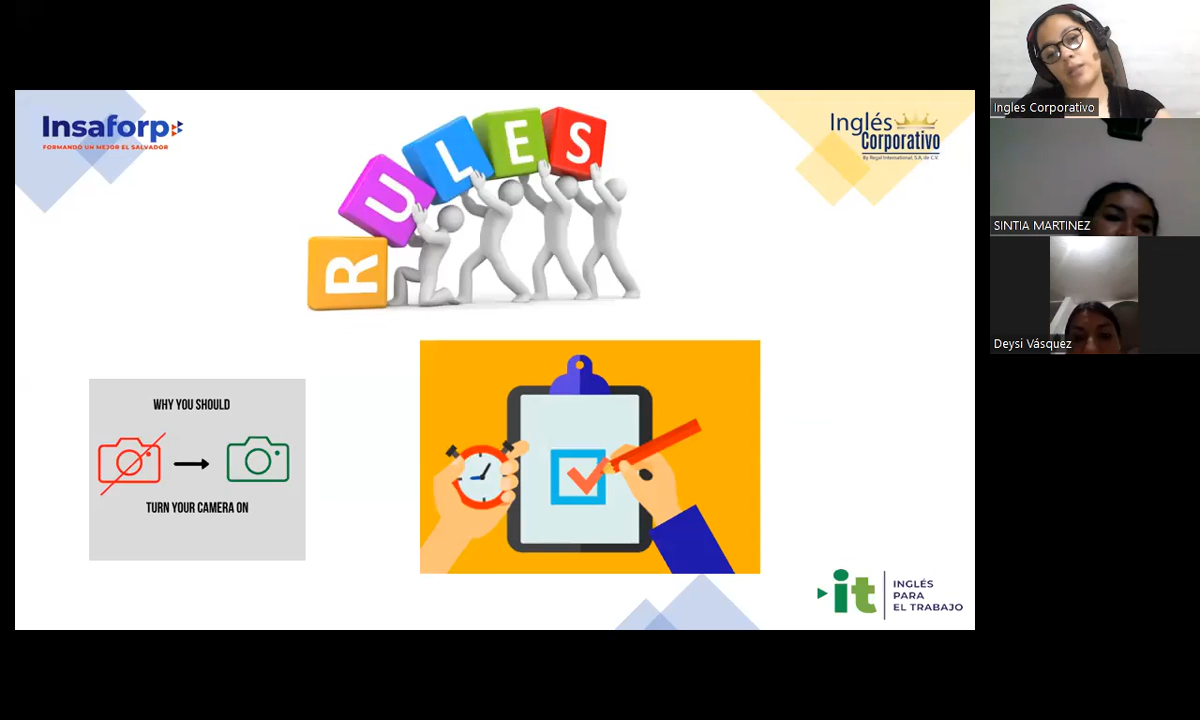 Insaforp
FORMANDO UN MEJOR EL SALVADOR
RULES
Inglés
Corporativo
By Regal International, S.A. de C.V.
WHY YOU SHOULD
TURN YOUR CAMERA ON
it
INGLÉS
PARA
EL TRABAJO
Ingles Corporativo
SINTIA MARTINEZ
Deysi Vásquez